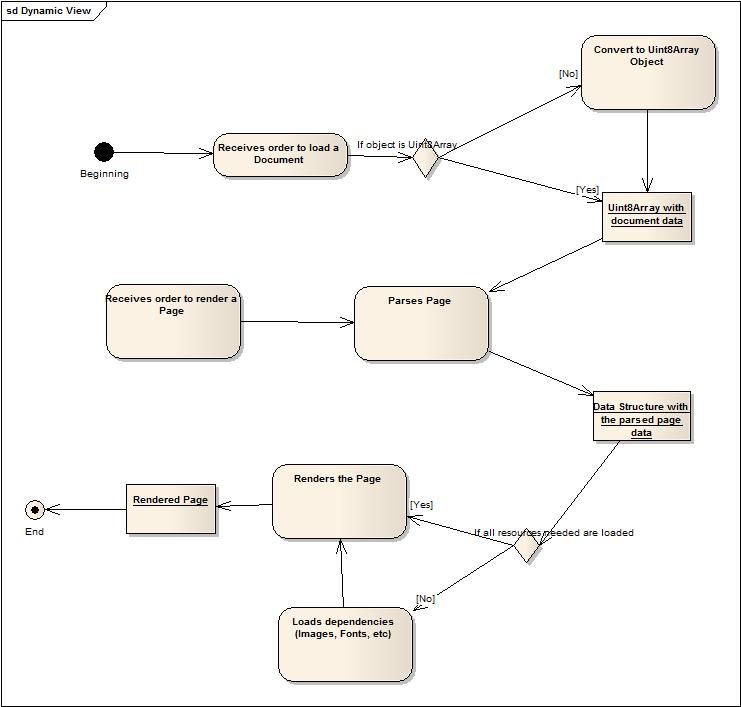 sd Dynamic View
Convert to Uint8Array
Object
[No]
If object is Uint8Array
Receives order to load a
Document
Beginning
[Yes]
Uint8Array with
document data
Receives order to render a
Page
Parses Page
Data Structure with
the parsed page
data
Renders the Page
[Yes]
Rendered Page
If all resources needed are loaded
End
[No]
Loads dependencies
(Images, Fonts, etc)